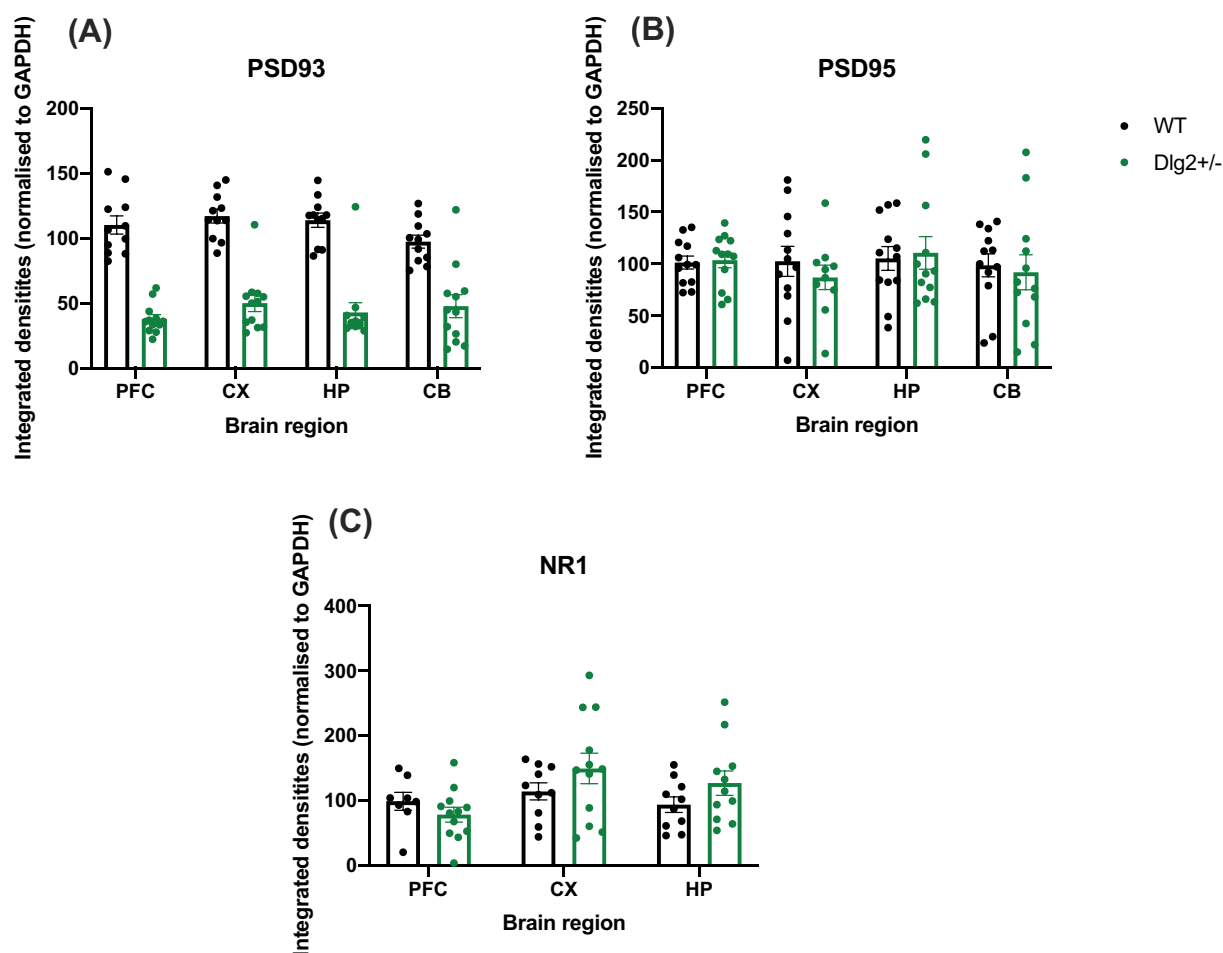 (A)
PSD93
Integrated densitites (normalised to GAPDH)
200
150
100
50
0
PFC CX HP CB
Brain region
(B)
PSD95
Integrated densitites (normalised to GAPDH)
250
200
150
100
50
0
PFC CX HP CB
Brain region
WT
Dlg2+/-
(C)
NR1
Integrated densitites (normalised to GAPDH)
400
300
200
100
0
PFC CX HP
Brain region